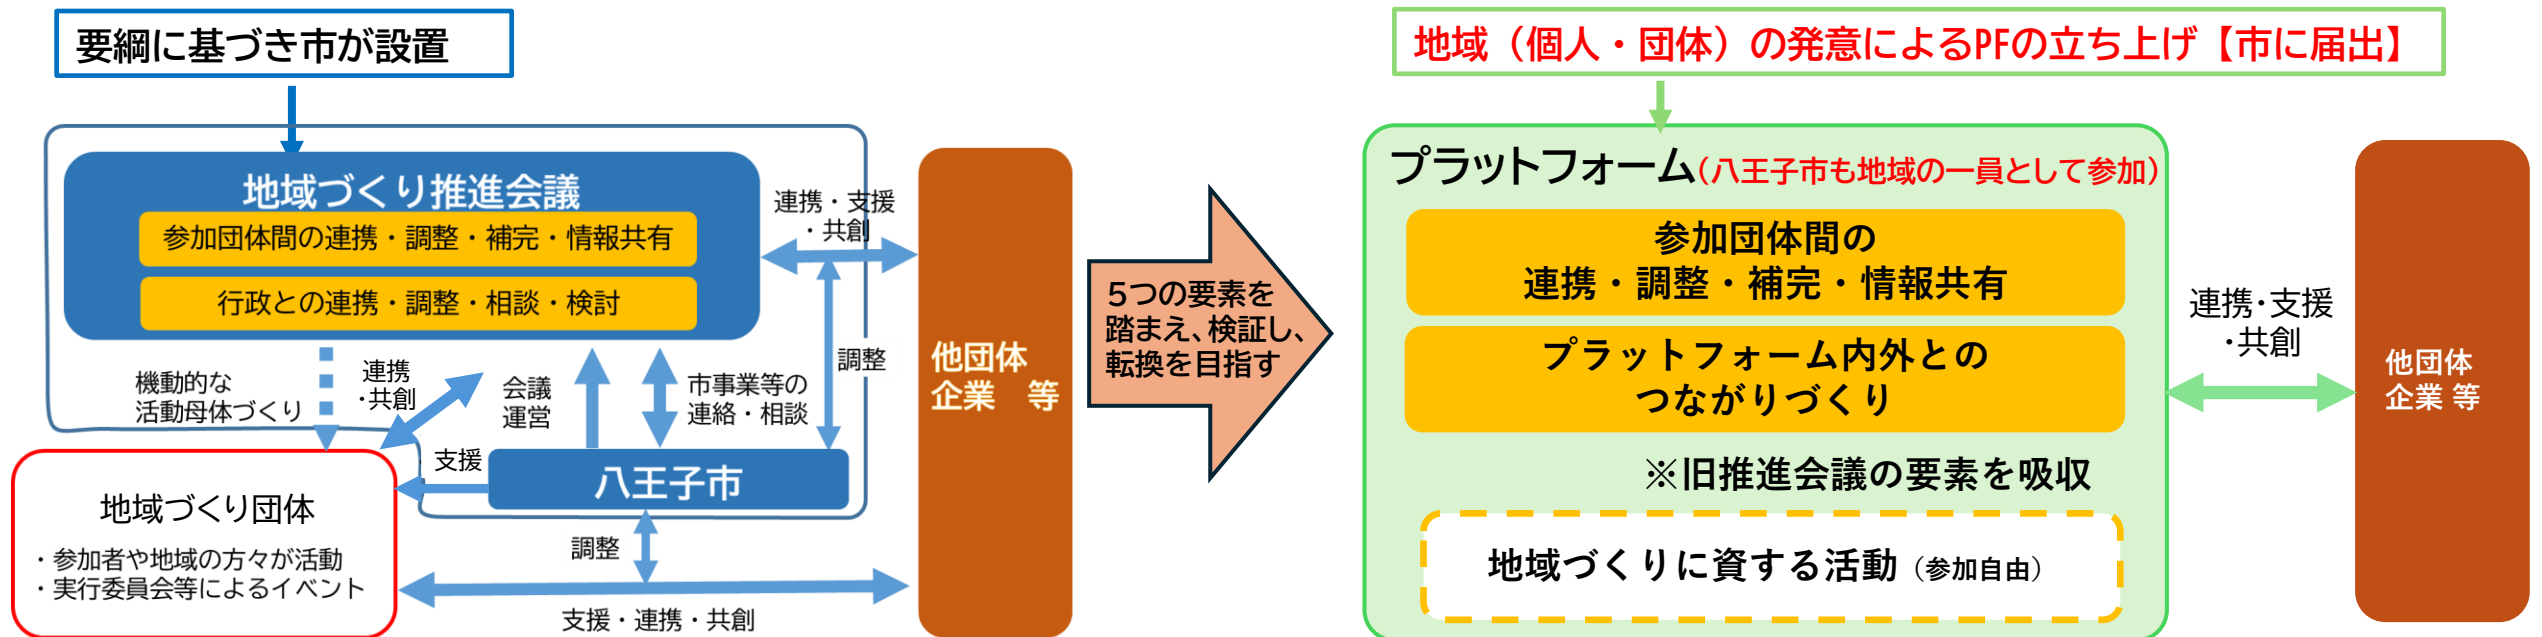 要綱に基づき市が設置
地域づくり推進会議
参加団体間の連携・調整・補完・情報共有
行政との連携・調整・相談・検討
連携・支援
・共創
調整
機動的な
活動母体づくり
連携
・共創
会議
運営
市事業等の
連絡・相談
支援
八王子市
地域づくり団体
・参加者や地域の方々が活動
・実行委員会等によるイベント
調整
支援・連携・共創
他団体
企業　等
5つの要素を
踏まえ、検証し、
転換を目指す
地域（個人・団体）の発意によるPFの立ち上げ【市に届出】
プラットフォーム(八王子市も地域の一員として参加)
参加団体間の
連携・調整・補完・情報共有
プラットフォーム内外との
つながりづくり
※旧推進会議の要素を吸収
地域づくりに資する活動（参加自由）
連携・支援
・共創
他団体
企業 等